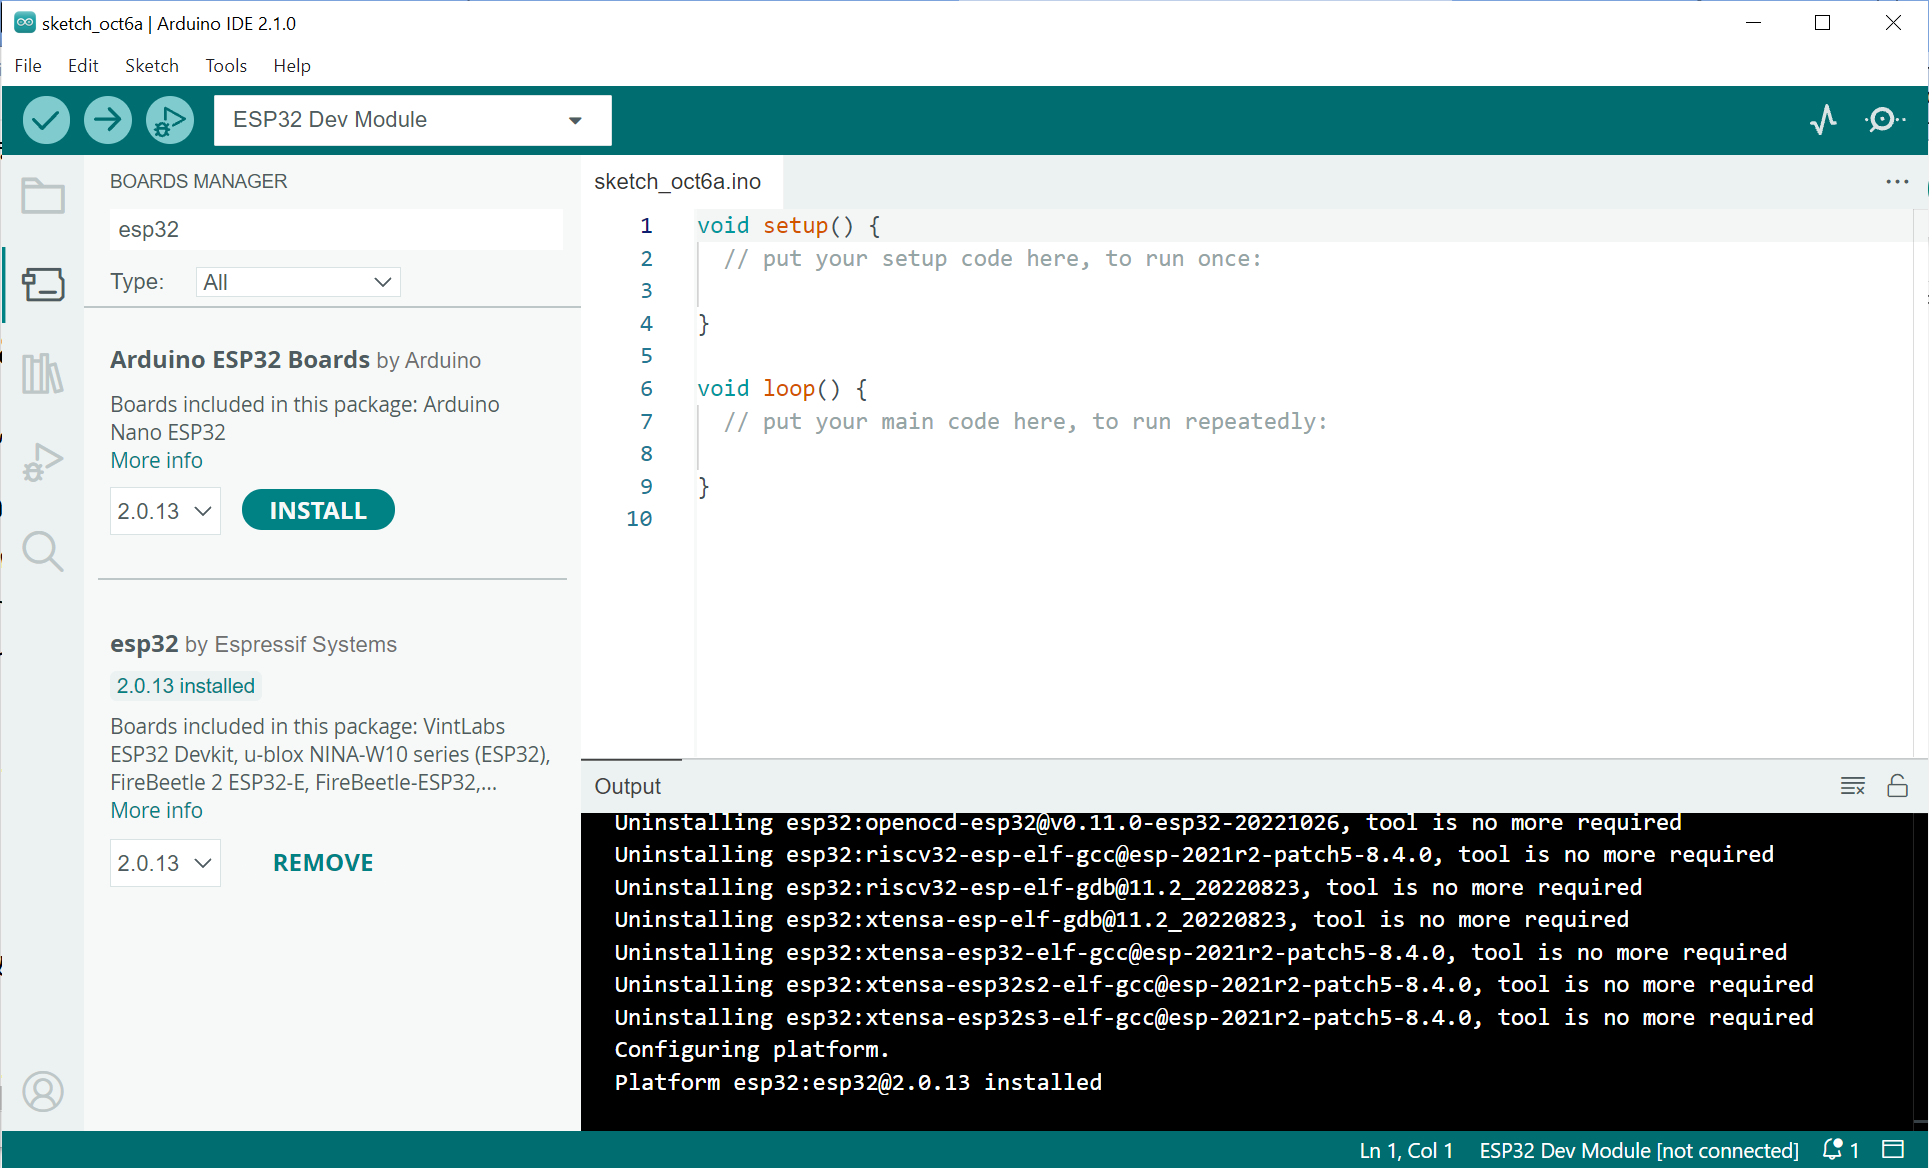 sketch_oct6a | Arduino IDE 2.1.0
File Edit Sketch Tools Help
ESP32 Dev Module
BOARDS MANAGER
esp32
Type: All
Arduino ESP32 Boards by Arduino
Boards included in this package: Arduino
Nano ESP32
More info
2.0.13 INSTALL
esp32 by Espressif Systems
2.0.13 installed
Boards included in this package: VintLabs
ESP32 Devkit, u-blox NINA-W10 series (ESP32),
FireBeetle 2 ESP32-E, FireBeetle-ESP32,...
More info
2.0.13 REMOVE
sketch_oct6a.ino
1 void setup() {
2 // put your setup code here, to run once:
3
4 }
5
6 void loop() {
7 // put your main code here, to run repeatedly:
8
9 }
10
Output
Uninstalling esp32:openocd-esp32@v0.11.0-esp32-20221026, tool is no more required
Uninstalling esp32:riscv32-esp-elf-gcc@esp-2021r2-patch5-8.4.0, tool is no more required
Uninstalling esp32:riscv32-esp-elf-gdb@11.2_20220823, tool is no more required
Uninstalling esp32:xtensa-esp-elf-gdb@11.2_20220823, tool is no more required
Uninstalling esp32:xtensa-esp32-elf-gcc@esp-2021r2-patch5-8.4.0, tool is no more required
Uninstalling esp32:xtensa-esp32s2-elf-gcc@esp-2021r2-patch5-8.4.0, tool is no more required
Uninstalling esp32:xtensa-esp32s3-elf-gcc@esp-2021r2-patch5-8.4.0, tool is no more required
Configuring platform.
Platform esp32:esp32@2.0.13 installed
Ln 1, Col 1 ESP32 Dev Module [not connected] 1